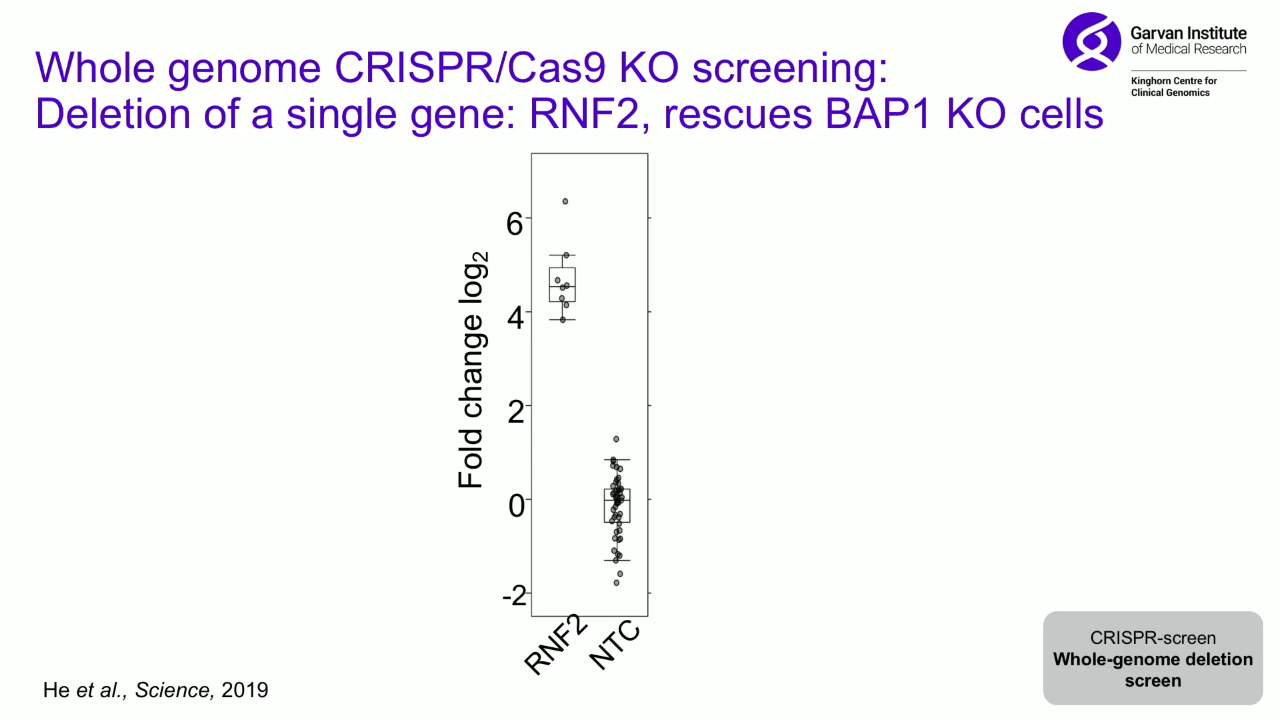 Garvan Institute
of Medical Research
Kinghorn Centre for
Clinical Genomics
Whole genome CRISPR/Cas9 KO screening:
Deletion of a single gene: RNF2, rescues BAP1 KO cells
Fold change log2
6
4
2
0
-2
RNF2
NTC
CRISPR-screen
Whole-genome deletion
screen
He et al., Science, 2019